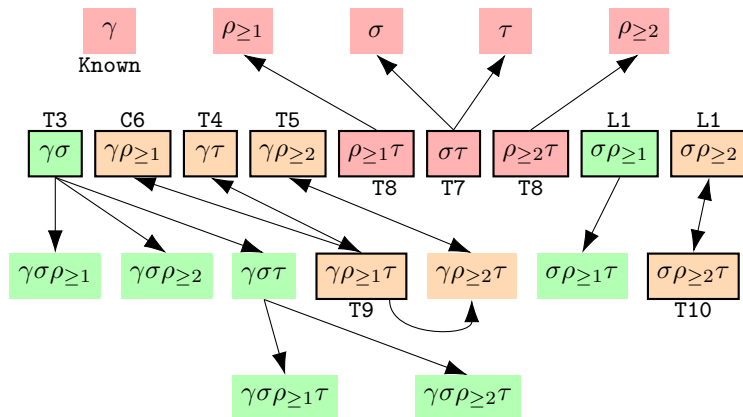 γ ρ≥1 σ τ ρ≥2
Known
T3 C6 T4 T5 L1 L1
γσ γρ≥1 γτ γρ≥2 ρ≥1τ στ ρ≥2τ σρ≥1 σρ≥2
T8 T7 T8
γσρ≥1 γσρ≥2 γστ γρ≥1τ γρ≥2τ σρ≥1τ σρ≥2τ
T9 T10
γσρ≥1τ γσρ≥2τ